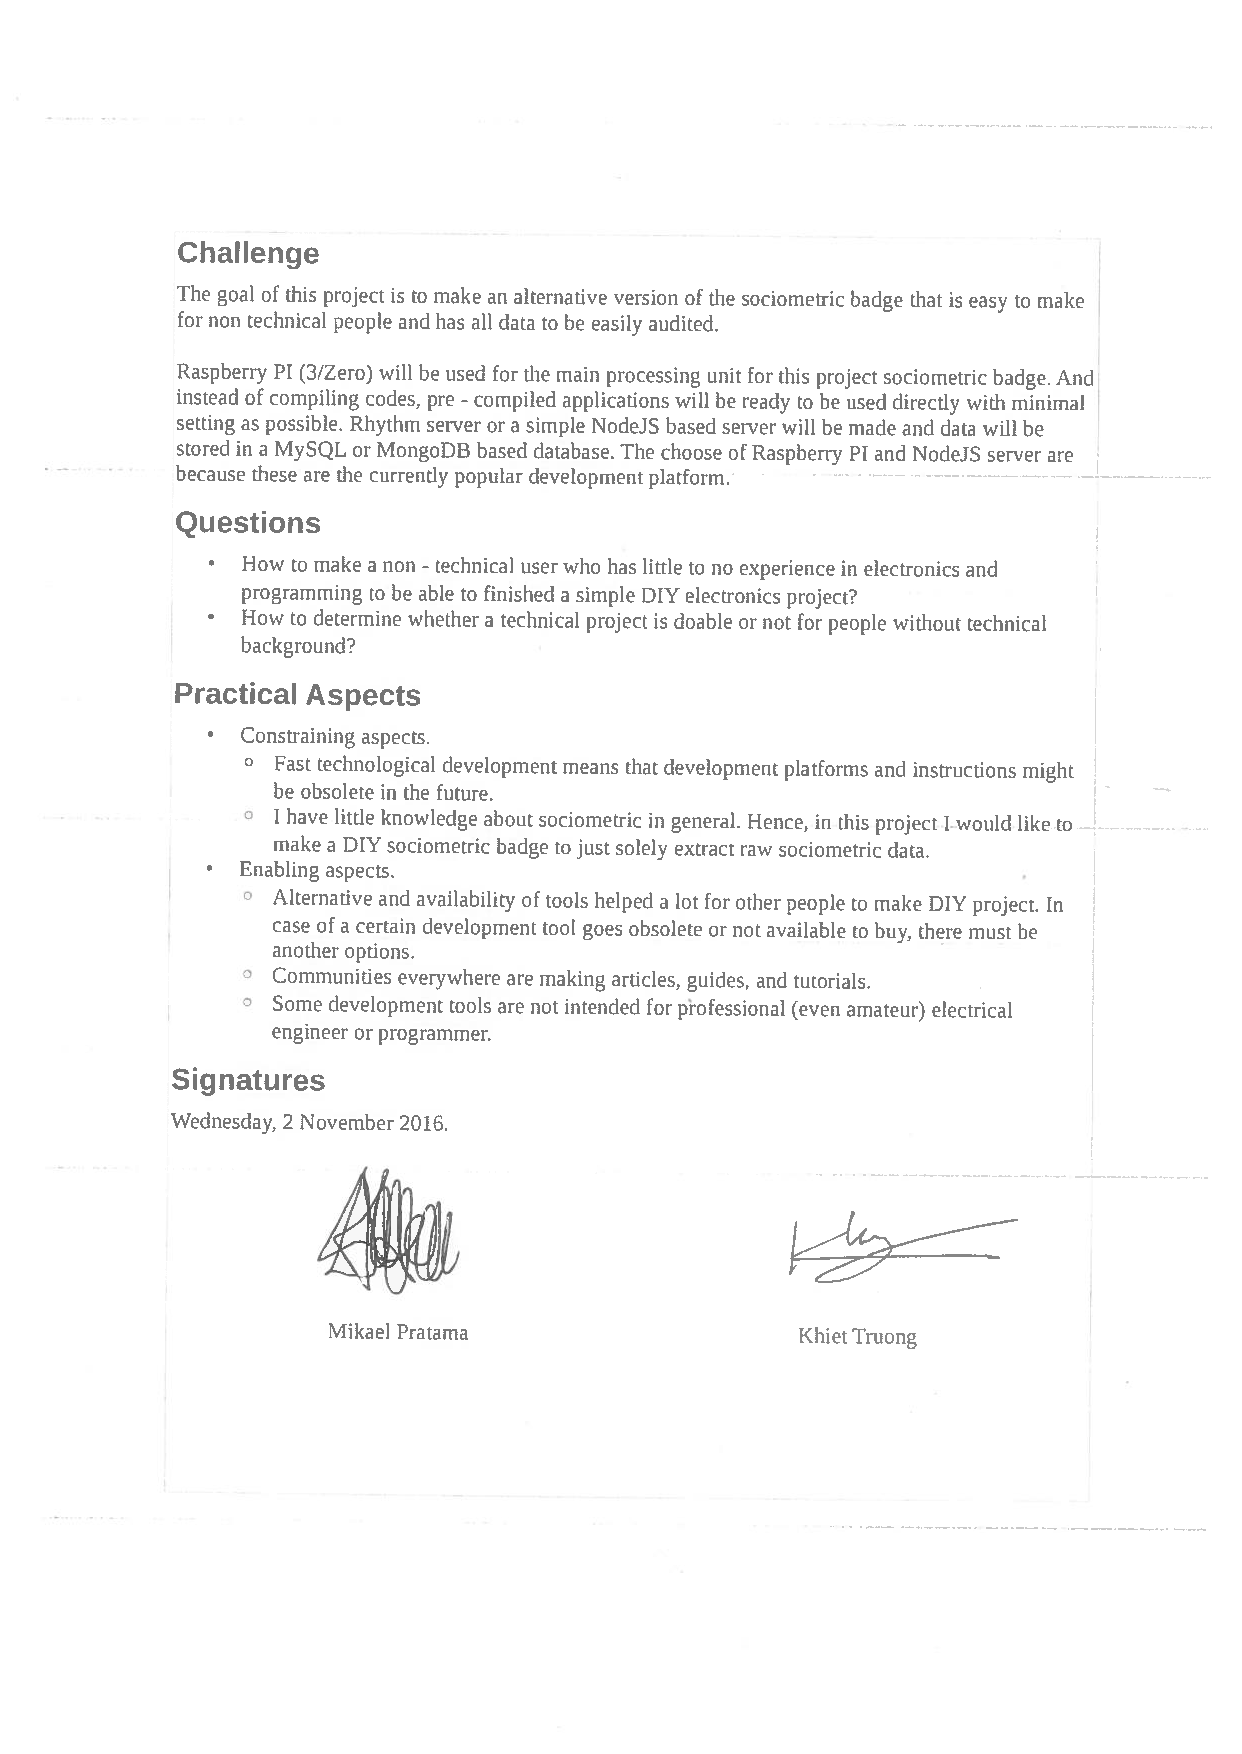 Challenge
The goal of this project is to make an alternative version of the sociometric badge that is easy to make
for non technical people and has all data to be easily audited.
Raspberry PI (3/Zero) will be used for the main processing unit for this project sociometric badge. And
instead of compiling codes, pre - compiled applications will be ready to be used directly with minimal
setting as possible. Rhythm server or a simple NodeJS based server will be made and data will be
stored in a MySQL or MongoDB based database. The choose of Raspberry PI and NodeJS server are
because these are the currently popular development platform.
Questions
• How to make a non - technical user who has little to no experience in electronics and
programming to be able to finished a simple DIY electronics project?
• How to determine whether a technical project is doable or not for people without technical
background?
Practical Aspects
• Constraining aspects.
◦ Fast technological development means that development platforms and instructions might
be obsolete in the future.
◦ I have little knowledge about sociometric in general. Hence, in this project I would like to
make a DIY sociometric badge to just solely extract raw sociometric data.
• Enabling aspects.
◦ Alternative and availability of tools helped a lot for other people to make DIY project. In
case of a certain development tool goes obsolete or not available to buy, there must be
another options.
◦ Communities everywhere are making articles, guides, and tutorials.
◦ Some development tools are not intended for professional (even amateur) electrical
engineer or programmer.
Signatures
Wednesday, 2 November 2016.
Mikael Pratama
Khiet Truong